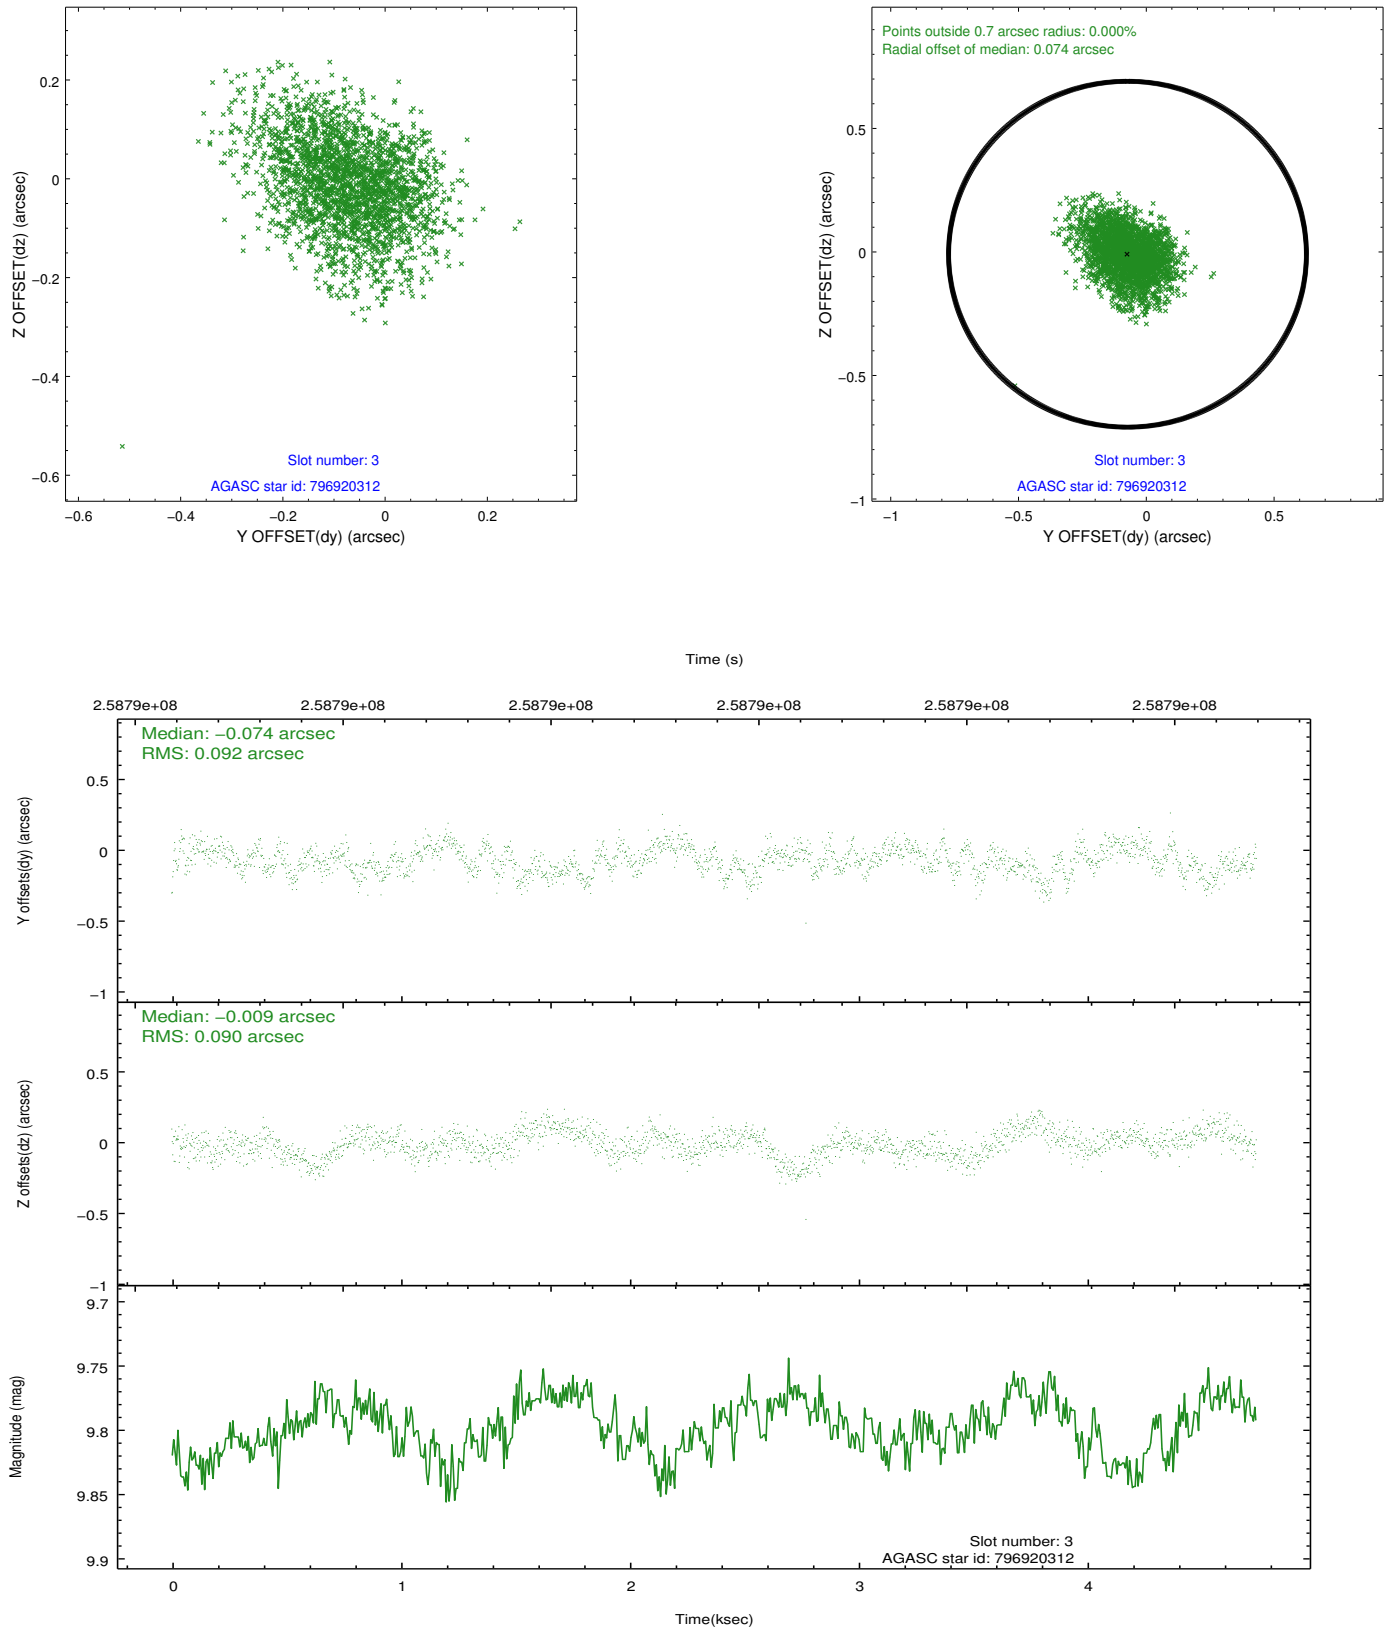 0.2
0
−0.2
−0.4
−0.6
Z OFFSET(dz) (arcsec)
Slot number: 3
AGASC star id: 796920312
−0.6 −0.4 −0.2 0 0.2
Y OFFSET(dy) (arcsec)
Points outside 0.7 arcsec radius: 0.000%
Radial offset of median: 0.074 arcsec
0.5
0
−0.5
−1
Z OFFSET(dz) (arcsec)
Slot number: 3
AGASC star id: 796920312
−1 −0.5 0 0.5
Y OFFSET(dy) (arcsec)
Time (s)
2.5879e+08 2.5879e+08 2.5879e+08 2.5879e+08 2.5879e+08 2.5879e+08
Median: −0.074 arcsec
RMS: 0.092 arcsec
0.5
0
−0.5
−1
Y offsets(dy) (arcsec)
Median: −0.009 arcsec
RMS: 0.090 arcsec
0.5
0
−0.5
−1
Z offsets(dz) (arcsec)
9.7
9.75
9.8
9.85
9.9
Magnitude (mag)
Slot number: 3
AGASC star id: 796920312
0 1 2 3 4
Time(ksec)